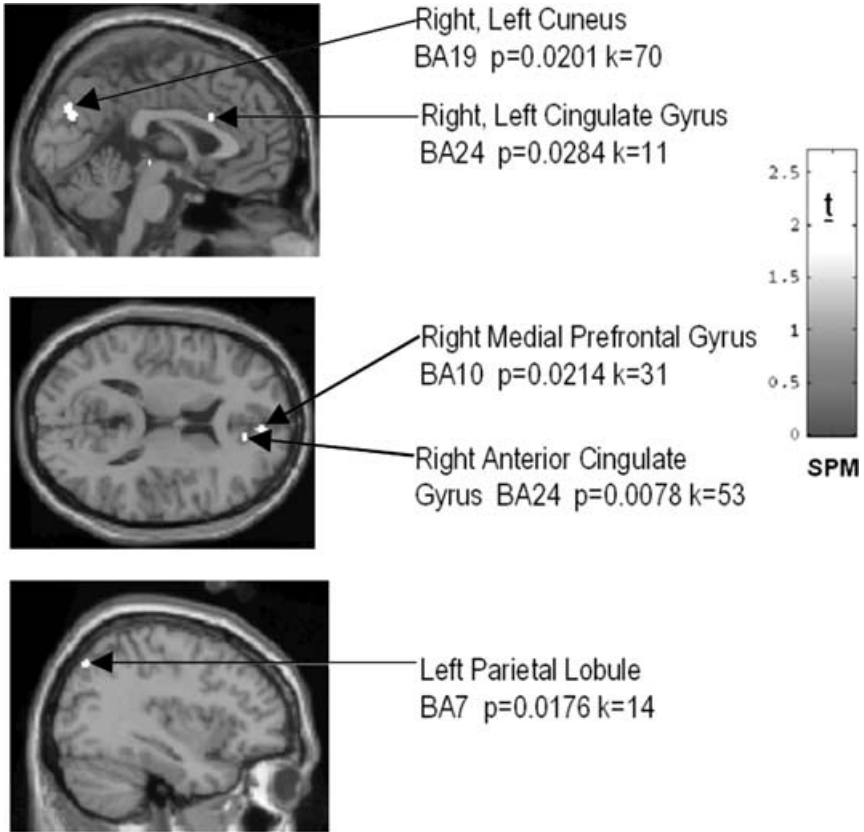 Right, Left Cuneus
BA19 p=0.0201 k=70
Right, Left Cingulate Gyrus
BA24 p=0.0284 k=11
2.5
t
2
1.5
1
0.5
0
SPM
Right Medial Prefrontal Gyrus
BA10 p=0.0214 k=31
Right Anterior Cingulate
Gyrus BA24 p=0.0078 k=53
Left Parietal Lobule
BA7 p=0.0176 k=14